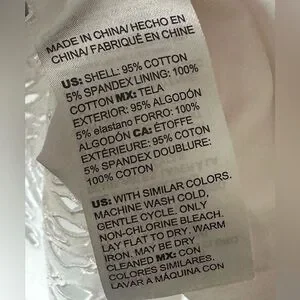 MADE IN CHINA/ HECHO EN
CHINA/ FABRIQUÉ EN CHINE
US: SHELL: 95% COTTON
5% SPANDEX LINING: 100%
COTTON MX: TELA
EXTERIOR: 95% ALGODÓN
5% elastano FORRO: 100%
ALGODÓN CA: ÉTOFFE
EXTÉRIEURE: 95% COTON
5% SPANDEX DOUBLURE:
100% COTON
US: WITH SIMILAR COLORS.
MACHINE WASH COLD,
GENTLE CYCLE. ONLY
NON-CHLORINE BLEACH.
LAY FLAT TO DRY. WARM
IRON. MAY BE DRY
CLEANED MX: CON
COLORES SIMILARES.
LAVAR A MÁQUINA CON